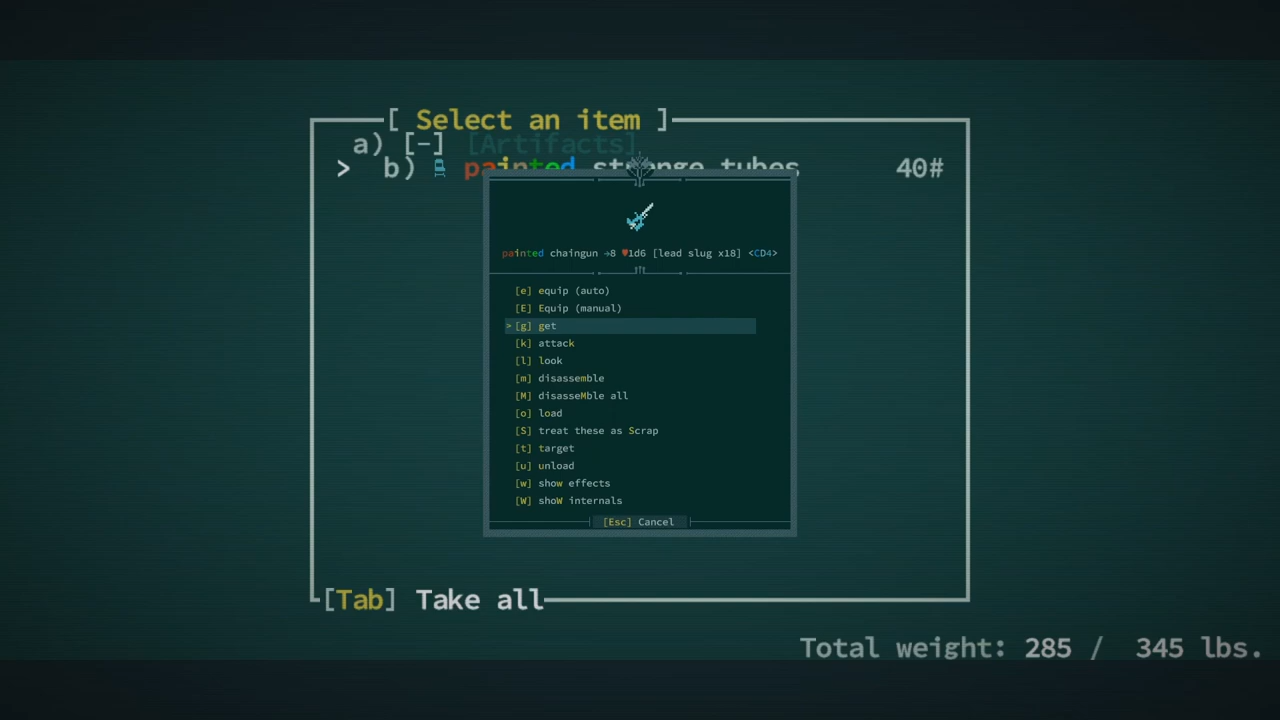 [ Select an item ]
a) [-] [Artifacts]
> b) painted strange tubes 40#
painted chaingun →8 ♥1d6 [lead slug x18] <CD4>
[e] equip (auto)
[E] Equip (manual)
>[g] get
[k] attack
[l] look
[m] disassemble
[M] disasseMble all
[o] load
[S] treat these as Scrap
[t] target
[u] unload
[w] show effects
[W] shoW internals
[Esc] Cancel
[Tab] Take all
Total weight: 285 / 345 lbs.